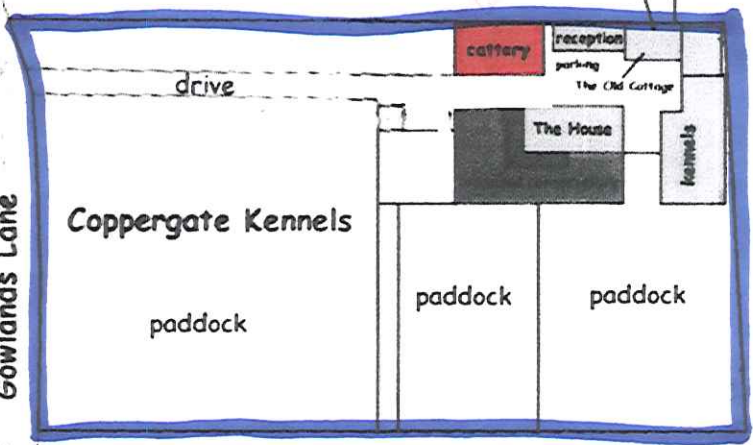 cattery
reception
parking
The Old Cottage
drive
The House
kennels
Gowlands Lane
Coppergate Kennels
paddock
paddock
paddock